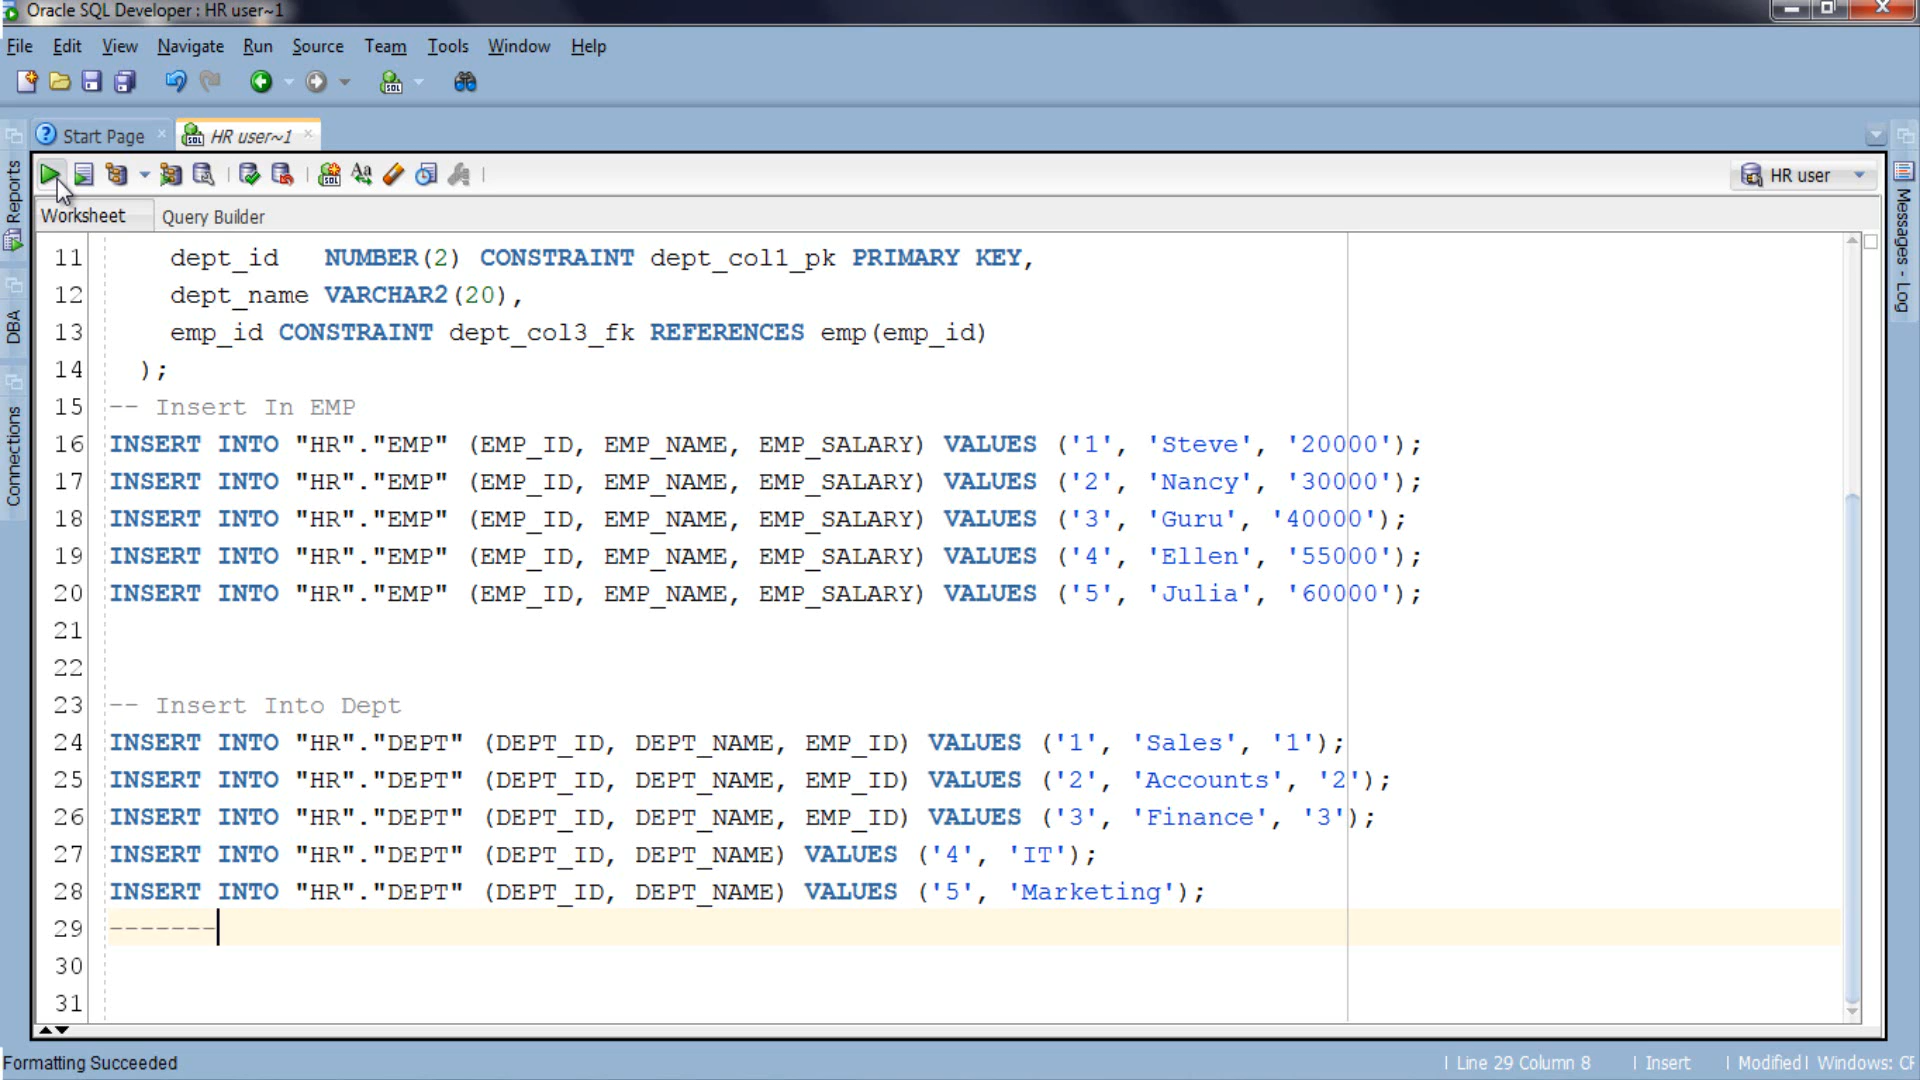 Oracle SQL Developer : HR user~1
File Edit View Navigate Run Source Team Tools Window Help
Start Page HR user~1
HR user
Worksheet Query Builder
Reports
DBA
Connections
Messages - Log
11 dept_id NUMBER(2) CONSTRAINT dept_col1_pk PRIMARY KEY,
12 dept_name VARCHAR2(20),
13 emp_id CONSTRAINT dept_col3_fk REFERENCES emp(emp_id)
14 );
15 -- Insert In EMP
16 INSERT INTO "HR"."EMP" (EMP_ID, EMP_NAME, EMP_SALARY) VALUES ('1', 'Steve', '20000');
17 INSERT INTO "HR"."EMP" (EMP_ID, EMP_NAME, EMP_SALARY) VALUES ('2', 'Nancy', '30000');
18 INSERT INTO "HR"."EMP" (EMP_ID, EMP_NAME, EMP_SALARY) VALUES ('3', 'Guru', '40000');
19 INSERT INTO "HR"."EMP" (EMP_ID, EMP_NAME, EMP_SALARY) VALUES ('4', 'Ellen', '55000');
20 INSERT INTO "HR"."EMP" (EMP_ID, EMP_NAME, EMP_SALARY) VALUES ('5', 'Julia', '60000');
21
22
23 -- Insert Into Dept
24 INSERT INTO "HR"."DEPT" (DEPT_ID, DEPT_NAME, EMP_ID) VALUES ('1', 'Sales', '1');
25 INSERT INTO "HR"."DEPT" (DEPT_ID, DEPT_NAME, EMP_ID) VALUES ('2', 'Accounts', '2');
26 INSERT INTO "HR"."DEPT" (DEPT_ID, DEPT_NAME, EMP_ID) VALUES ('3', 'Finance', '3');
27 INSERT INTO "HR"."DEPT" (DEPT_ID, DEPT_NAME) VALUES ('4', 'IT');
28 INSERT INTO "HR"."DEPT" (DEPT_ID, DEPT_NAME) VALUES ('5', 'Marketing');
29 -------
30
31
Formatting Succeeded
Line 29 Column 8 | Insert | Modified | Windows: